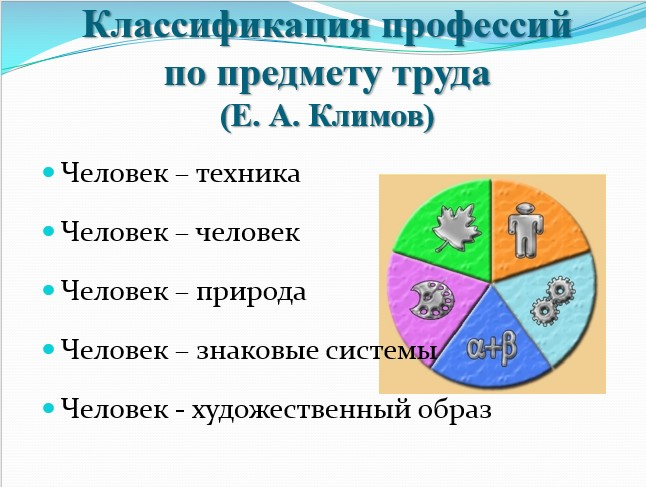 Классификация профессий
по предмету труда
(Е. А. Климов)
Человек – техника
Человек – человек
Человек – природа
Человек – знаковые системы
Человек - художественный образ
α+β